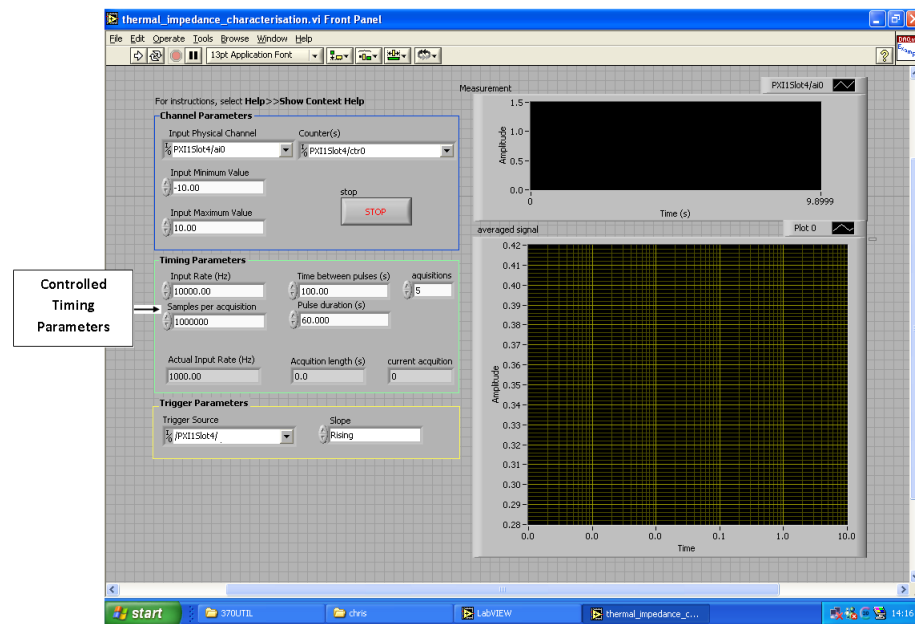 thermal_impedance_characterisation.vi Front Panel
File Edit Operate Tools Browse Window Help
13pt Application Font
?
For instructions, select Help>>Show Context Help
Channel Parameters
Input Physical Channel
Counter(s)
PXI1Slot4/ai0
PXI1Slot4/ctr0
Input Minimum Value
-10.00
stop
STOP
Input Maximum Value
10.00
Controlled
Timing
Parameters
Timing Parameters
Input Rate (Hz)
Time between pulses (s)
aquisitions
10000.00
100.00
5
Samples per acquisition
Pulse duration (s)
1000000
60.000
Actual Input Rate (Hz)
Acquition length (s)
current acquition
1000.00
0.0
0
Trigger Parameters
Trigger Source
Slope
/PXI1Slot4/
Rising
Measurement
PXI1Slot4/ai0
1.5
1.0
0.5
0.0
Amplitude
0
9.8999
Time (s)
averaged signal
Plot 0
0.42
0.41
0.40
0.39
0.38
0.37
0.36
0.35
0.34
0.33
0.32
0.31
0.30
0.29
0.28
Amplitude
0.0
0.0
0.0
0.1
1.0
10.0
Time
start
370UTIL
chris
LabVIEW
thermal_impedance_c...
14:16